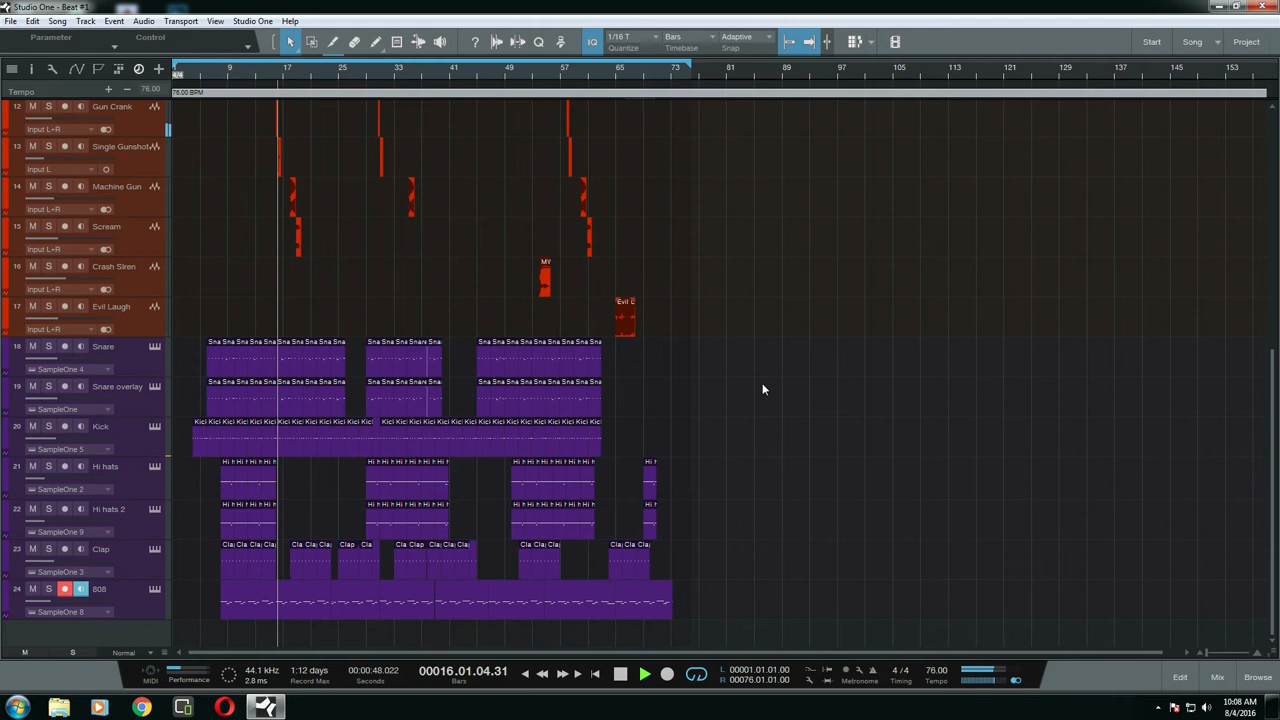 Studio One - Beat #1
File Edit Song Track Event Audio Transport View Studio One Help
Parameter Control
1/16 T Bars Adaptive
Quantize Timebase Snap
IQ
Start Song Project
9 17 25 33 41 49 57 65 73 81 89 97 105 113 121 129 137 145 153
4/4
Tempo + - 76.00
76.00 BPM
12 M S Gun Crank
Input L+R
13 M S Single Gunshot
Input L
14 M S Machine Gun
Input L+R
15 M S Scream
Input L+R
16 M S Crash SIren
Input L+R
MY
17 M S Evil Laugh
Input L+R
Evil L
18 M S Snare
SampleOne 4
19 M S Snare overlay
SampleOne
20 M S Kick
SampleOne 5
21 M S Hi hats
SampleOne 2
22 M S Hi hats 2
SampleOne 9
23 M S Clap
SampleOne 3
24 M S 808
SampleOne 8
M S Normal
MIDI Performance
44.1 kHz
2.8 ms
1:12 days
Record Max
00:00:48.022
Seconds
00016.01.04.31
Bars
L 00001.01.01.00
R 00076.01.01.00
Metronome
4 / 4
Timing
76.00
Tempo
Edit Mix Browse
10:08 AM
8/4/2016